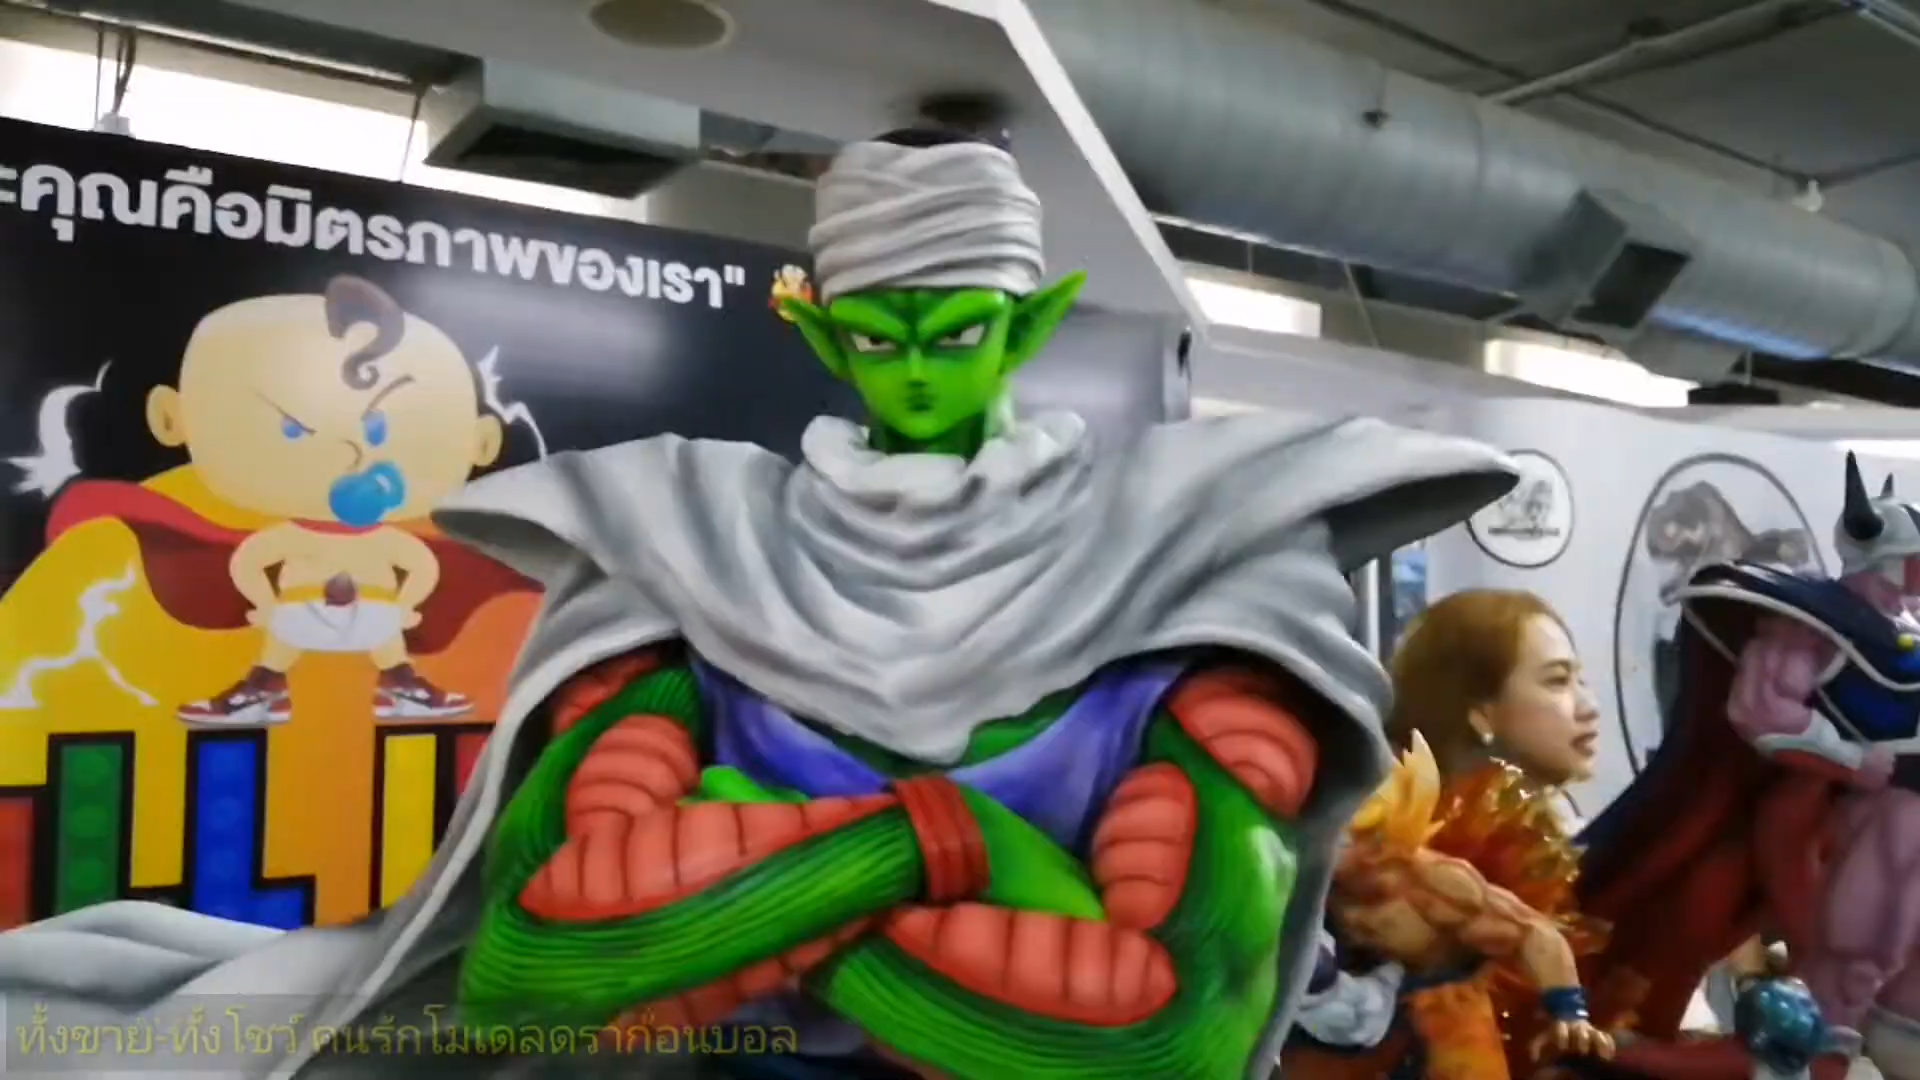 ะคุณคือมิตรภาพของเรา"
ทั้งขาย-ทั้งโชว์ คนรักโมเดลดราก้อนบอล